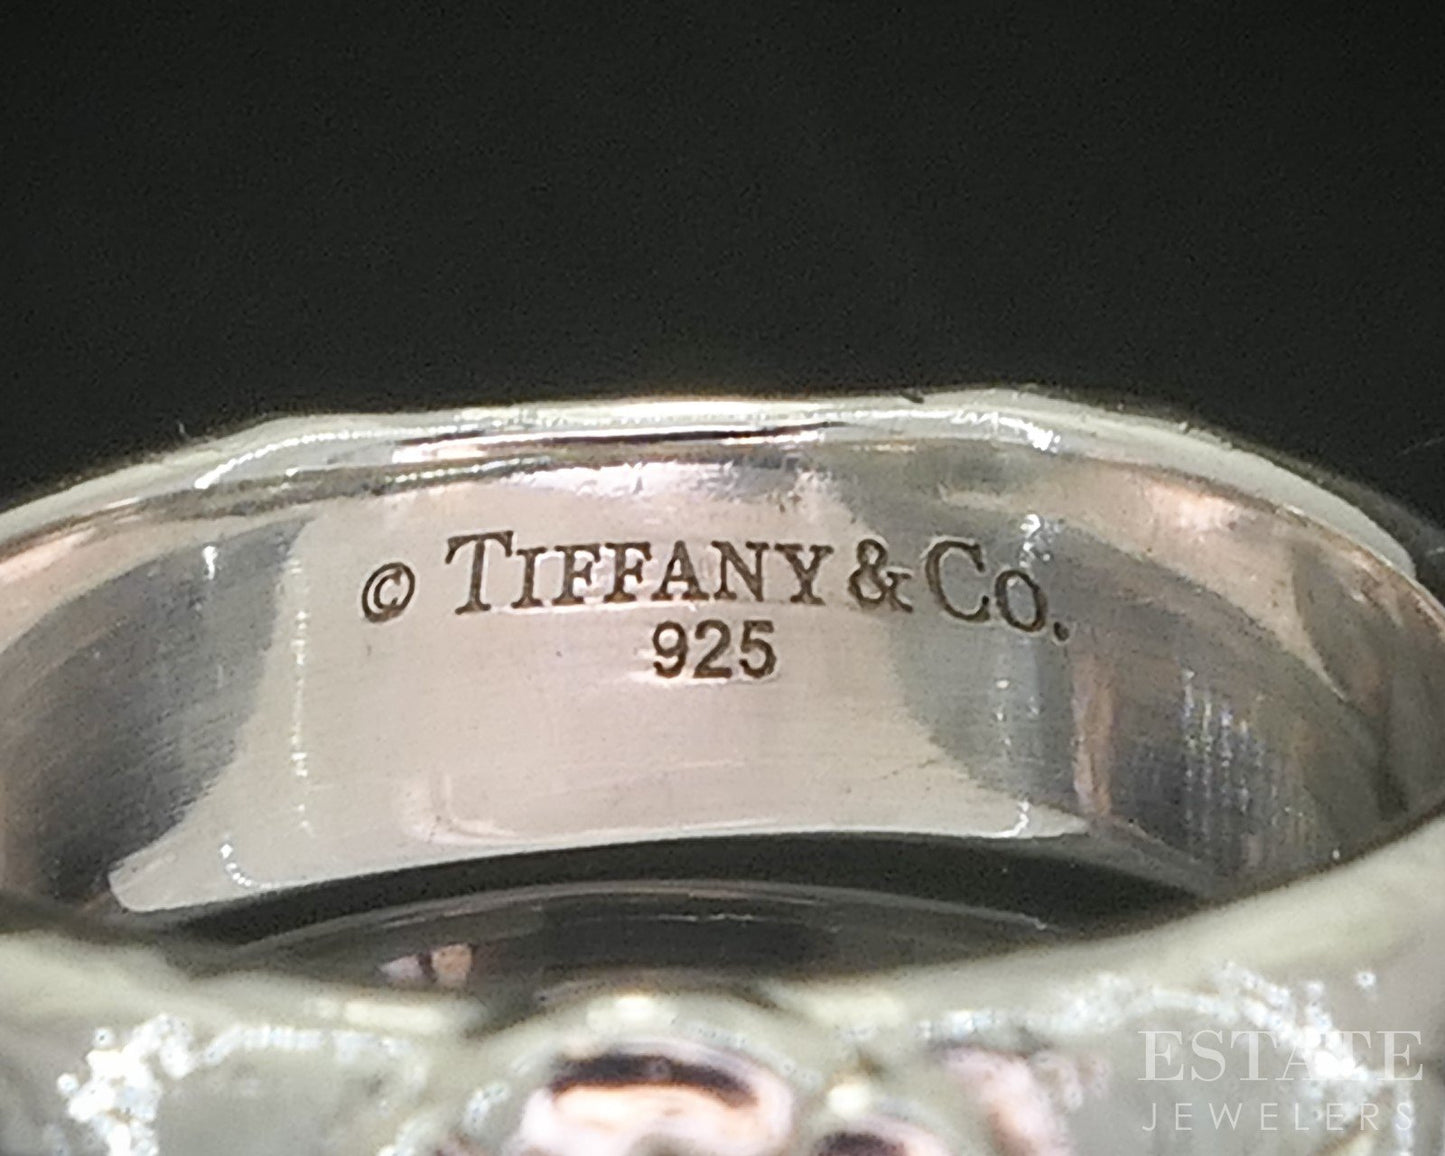 © TIFFANY & CO.
925
ESTATE
JEWELERS